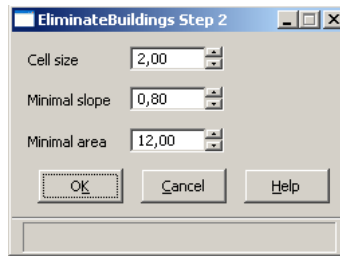 EliminateBuildings Step 2
Cell size 2,00
Minimal slope 0,80
Minimal area 12,00
OK Cancel Help